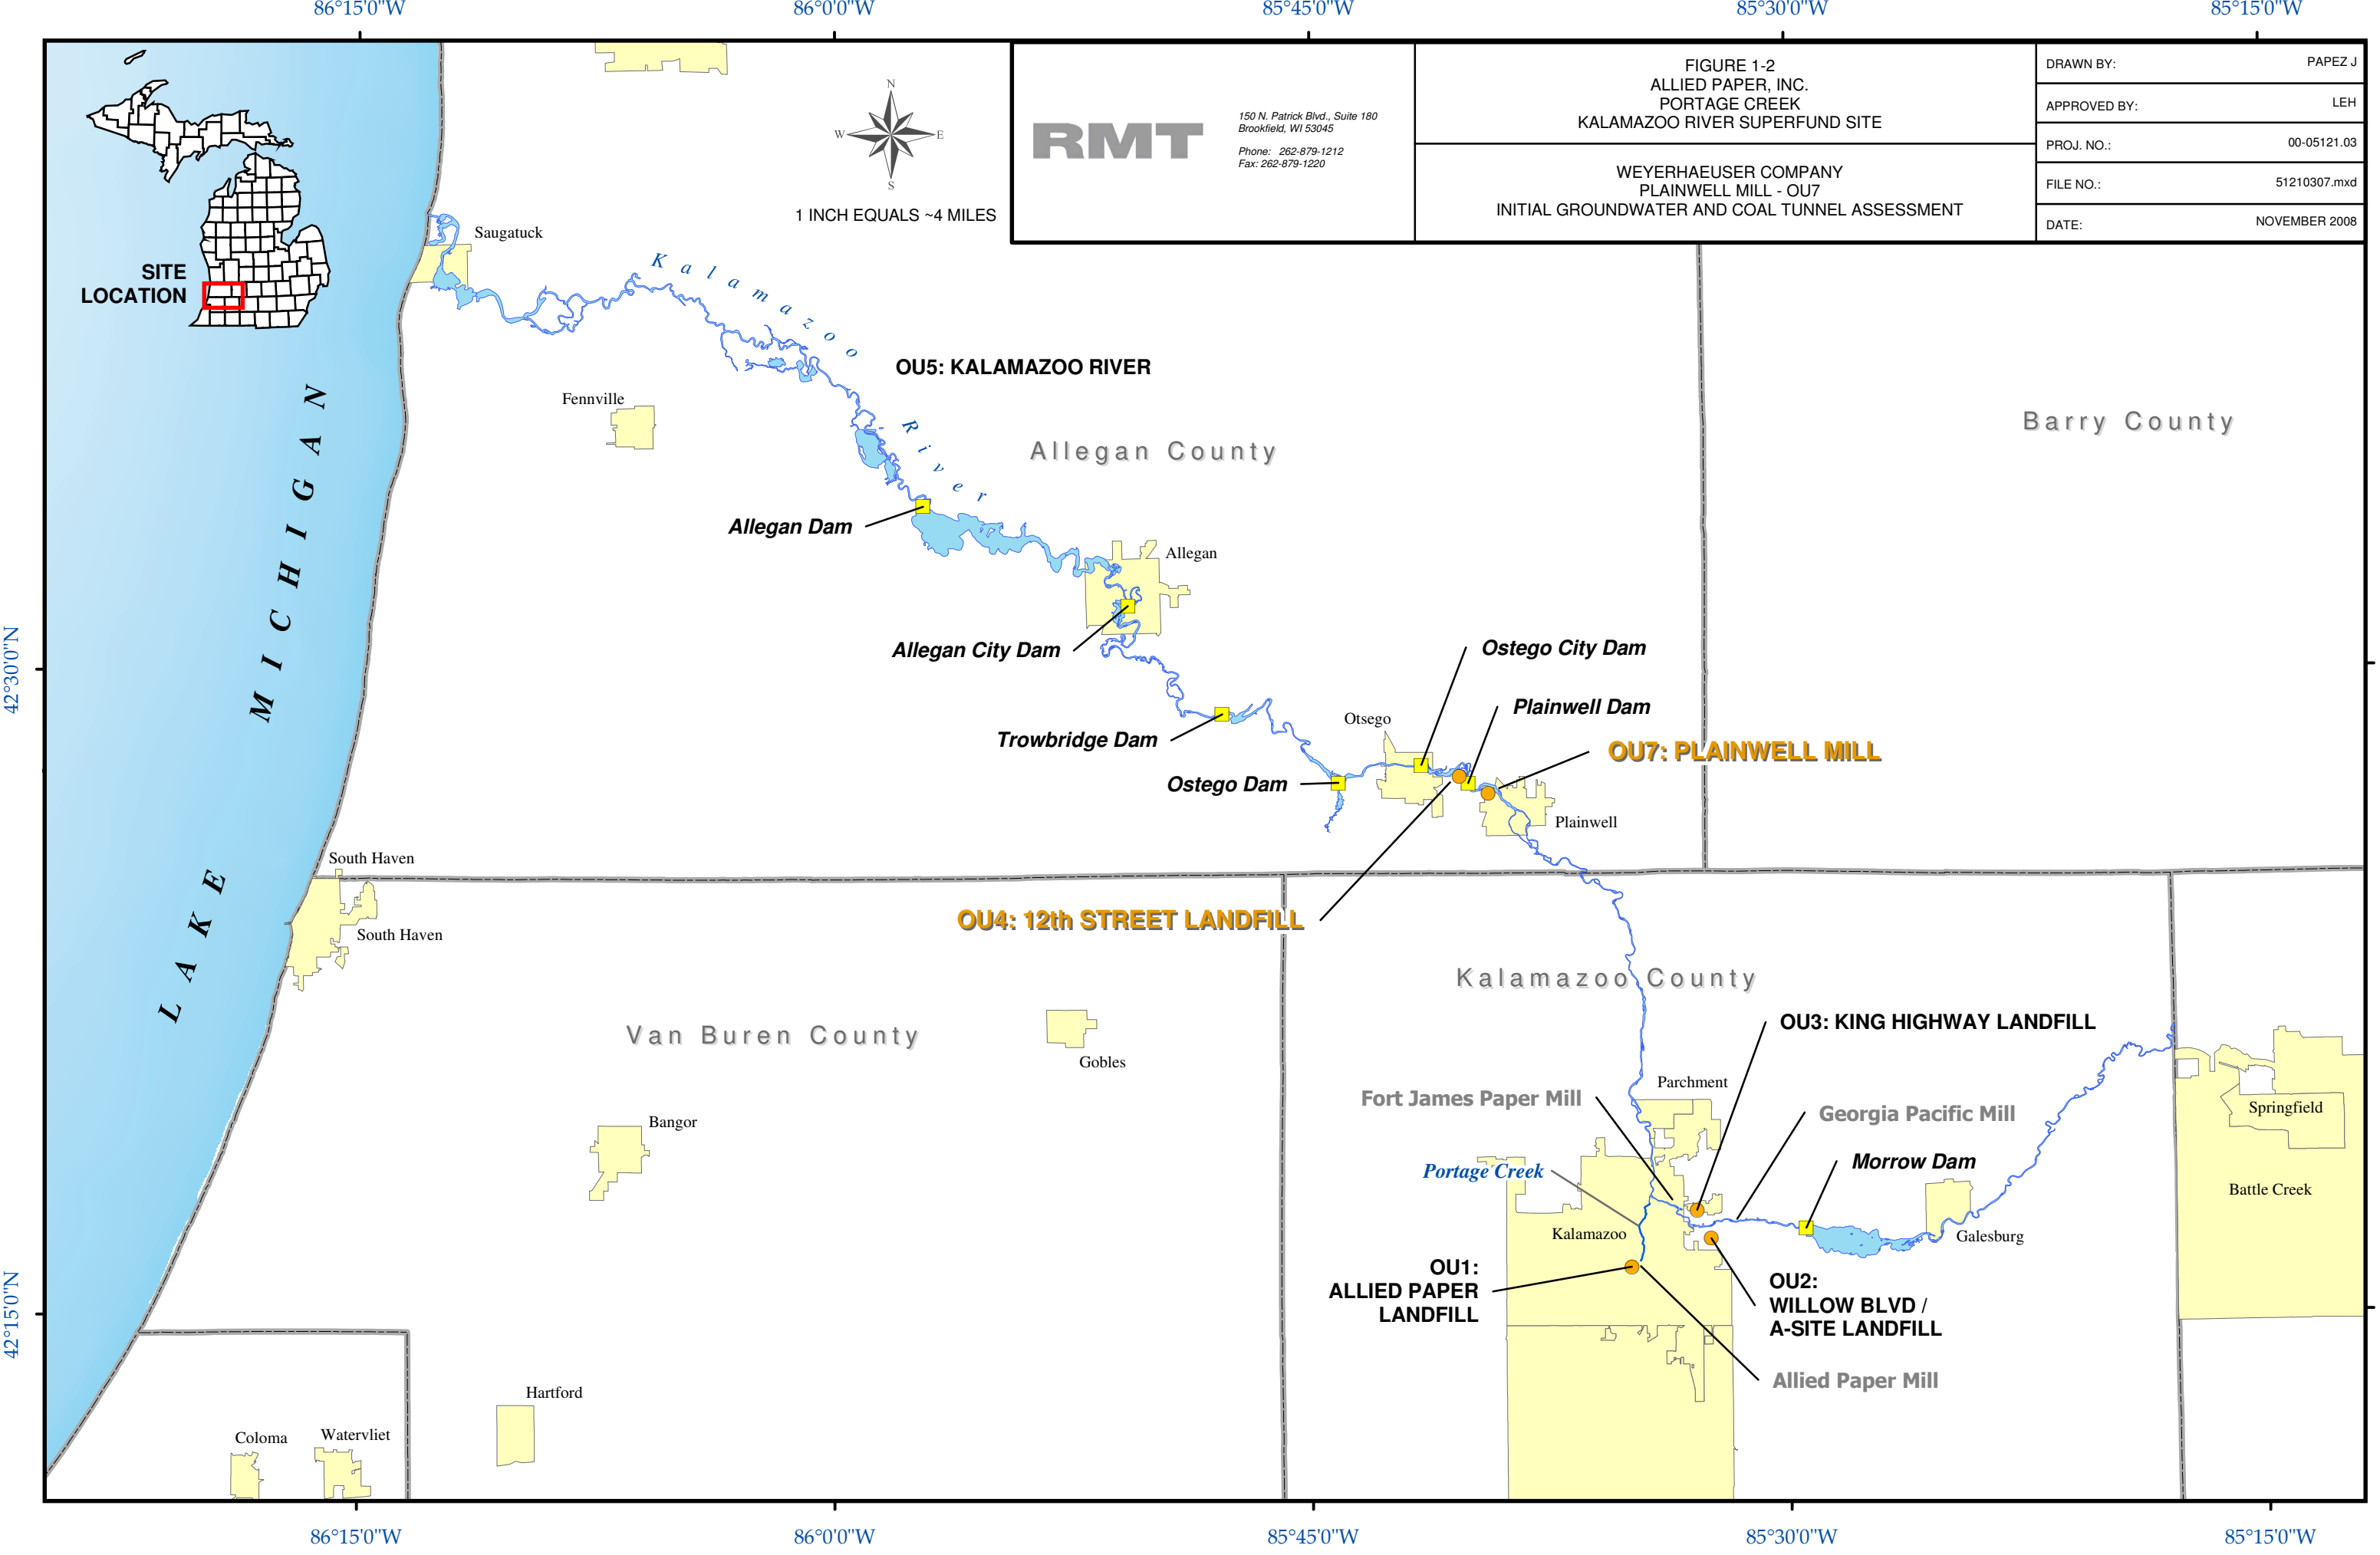 86°15'0"W
86°0'0"W
85°45'0"W
85°30'0"W
85°15'0"W
RMT
150 N. Patrick Blvd., Suite 180
Brookfield, WI 53045
Phone: 262-879-1212
Fax: 262-879-1220
FIGURE 1-2
ALLIED PAPER, INC.
PORTAGE CREEK
KALAMAZOO RIVER SUPERFUND SITE
WEYERHAEUSER COMPANY
PLAINWELL MILL - OU7
INITIAL GROUNDWATER AND COAL TUNNEL ASSESSMENT
DRAWN BY: PAPEZ J
APPROVED BY: LEH
PROJ. NO.: 00-05121.03
FILE NO.: 51210307.mxd
DATE: NOVEMBER 2008
N
W E
S
1 INCH EQUALS ~4 MILES
SITE
LOCATION
Saugatuck
Kalamazoo
River
OU5: KALAMAZOO RIVER
Fennville
Allegan County
Barry County
LAKE MICHIGAN
Allegan Dam
Allegan
Allegan City Dam
Ostego City Dam
42°30'0"N
Plainwell Dam
Otsego
Trowbridge Dam
OU7: PLAINWELL MILL
Ostego Dam
Plainwell
South Haven
OU4: 12th STREET LANDFILL
South Haven
Kalamazoo County
Van Buren County
OU3: KING HIGHWAY LANDFILL
Gobles
Parchment
Fort James Paper Mill
Georgia Pacific Mill
Springfield
Bangor
Portage Creek
Morrow Dam
Battle Creek
Kalamazoo
Galesburg
OU1:
ALLIED PAPER
LANDFILL
OU2:
WILLOW BLVD /
A-SITE LANDFILL
42°15'0"N
Allied Paper Mill
Hartford
Coloma
Watervliet
86°15'0"W
86°0'0"W
85°45'0"W
85°30'0"W
85°15'0"W